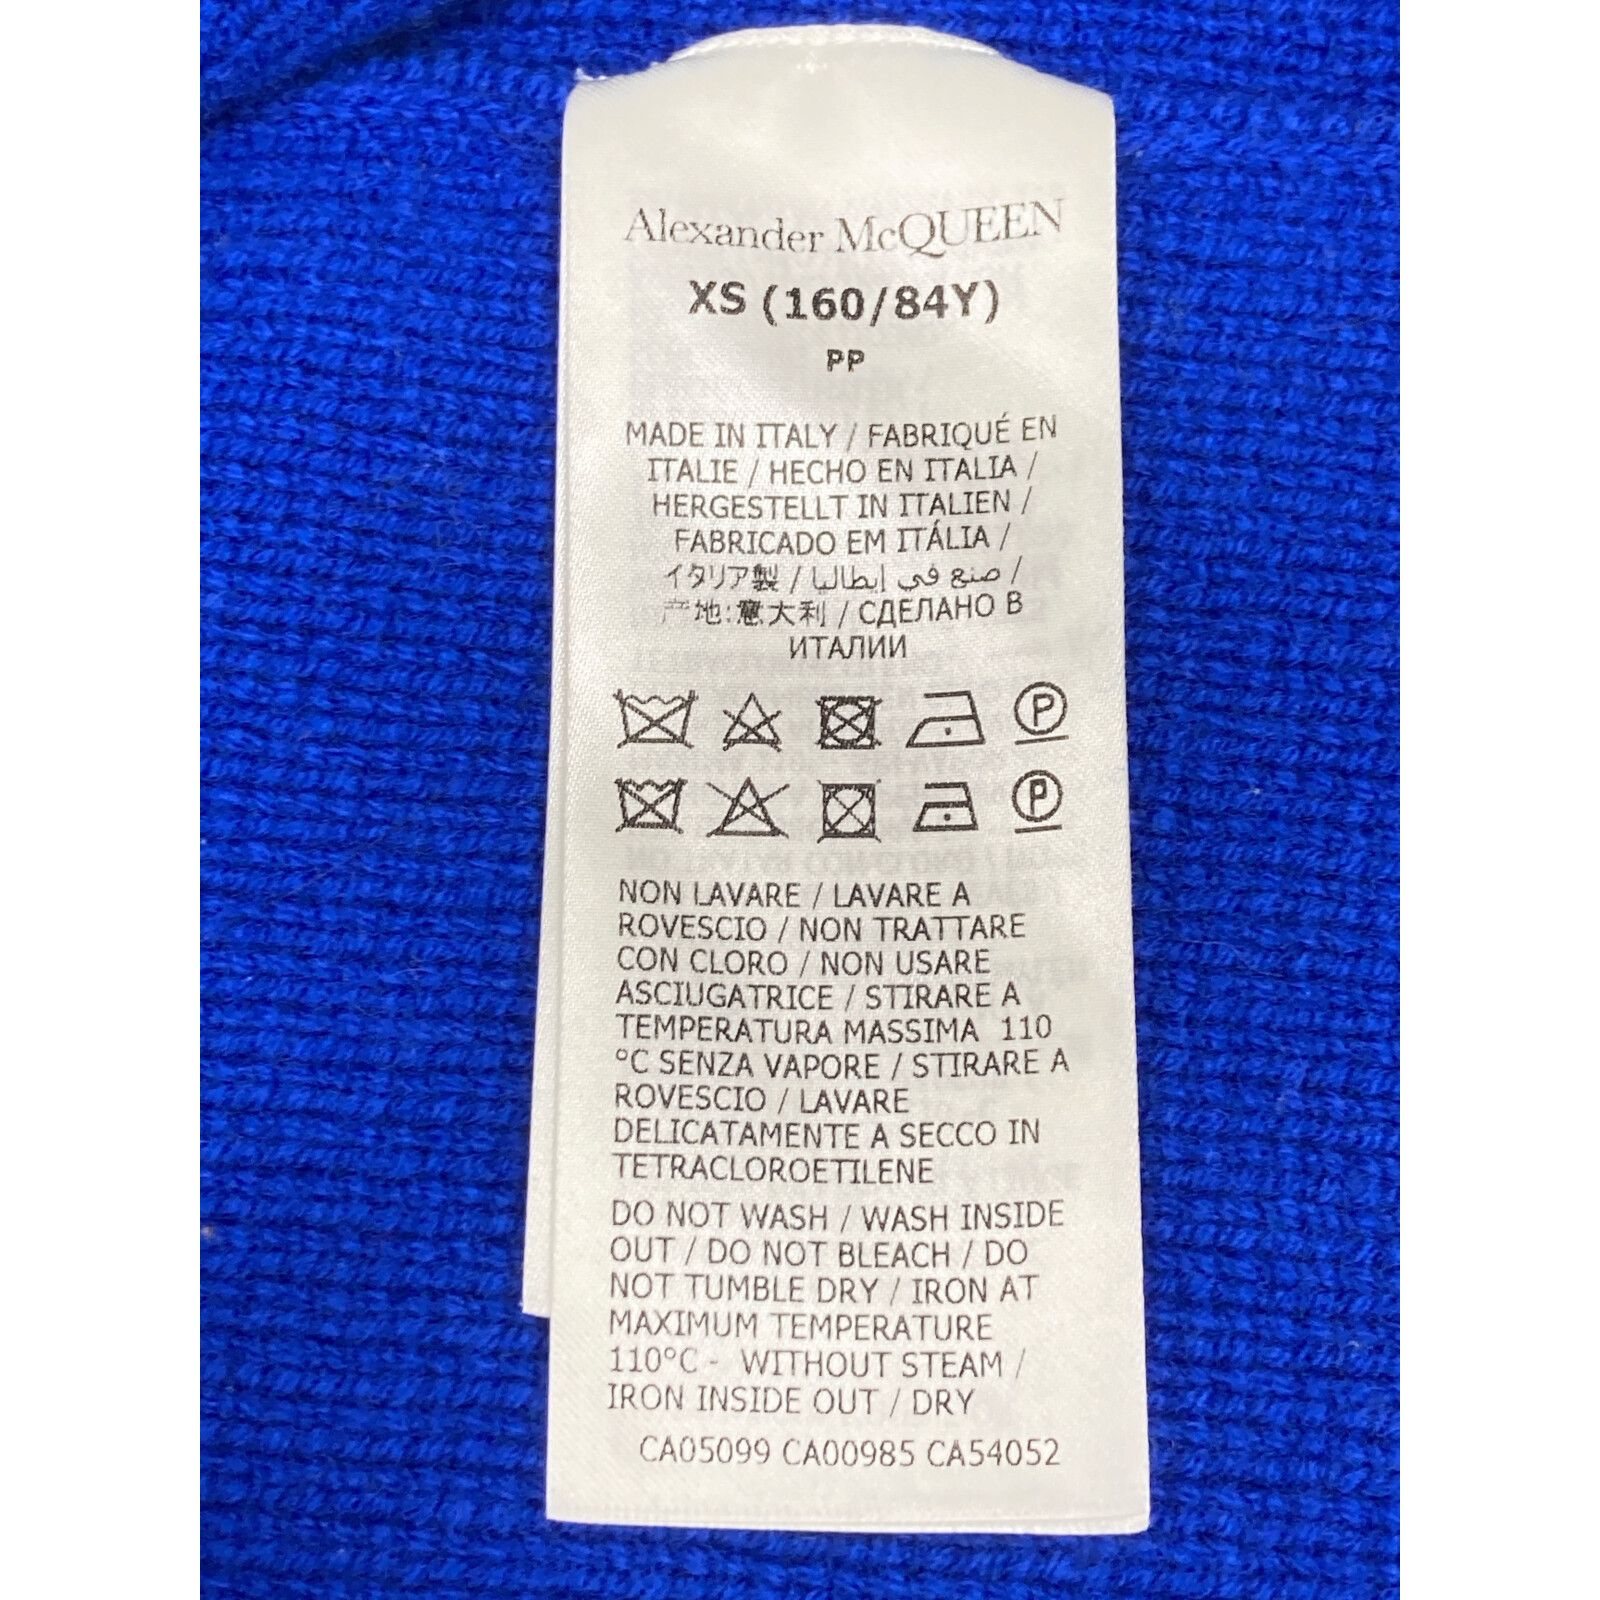 Alexander McQUEEN
XS (160/84Y)
PP
MADE IN ITALY / FABRIQUÉ EN
ITALIE / HECHO EN ITALIA /
HERGESTELLT IN ITALIEN /
FABRICADO EM ITÁLIA /
イタリア製 / صنع في إيطاليا /
产地:意大利 / СДЕЛАНО В
ИТАЛИИ
P
P
NON LAVARE / LAVARE A
ROVESCIO / NON TRATTARE
CON CLORO / NON USARE
ASCIUGATRICE / STIRARE A
TEMPERATURA MASSIMA 110
°C SENZA VAPORE / STIRARE A
ROVESCIO / LAVARE
DELICATAMENTE A SECCO IN
TETRACLOROETILENE
DO NOT WASH / WASH INSIDE
OUT / DO NOT BLEACH / DO
NOT TUMBLE DRY / IRON AT
MAXIMUM TEMPERATURE
110°C - WITHOUT STEAM /
IRON INSIDE OUT / DRY
CA05099 CA00985 CA54052